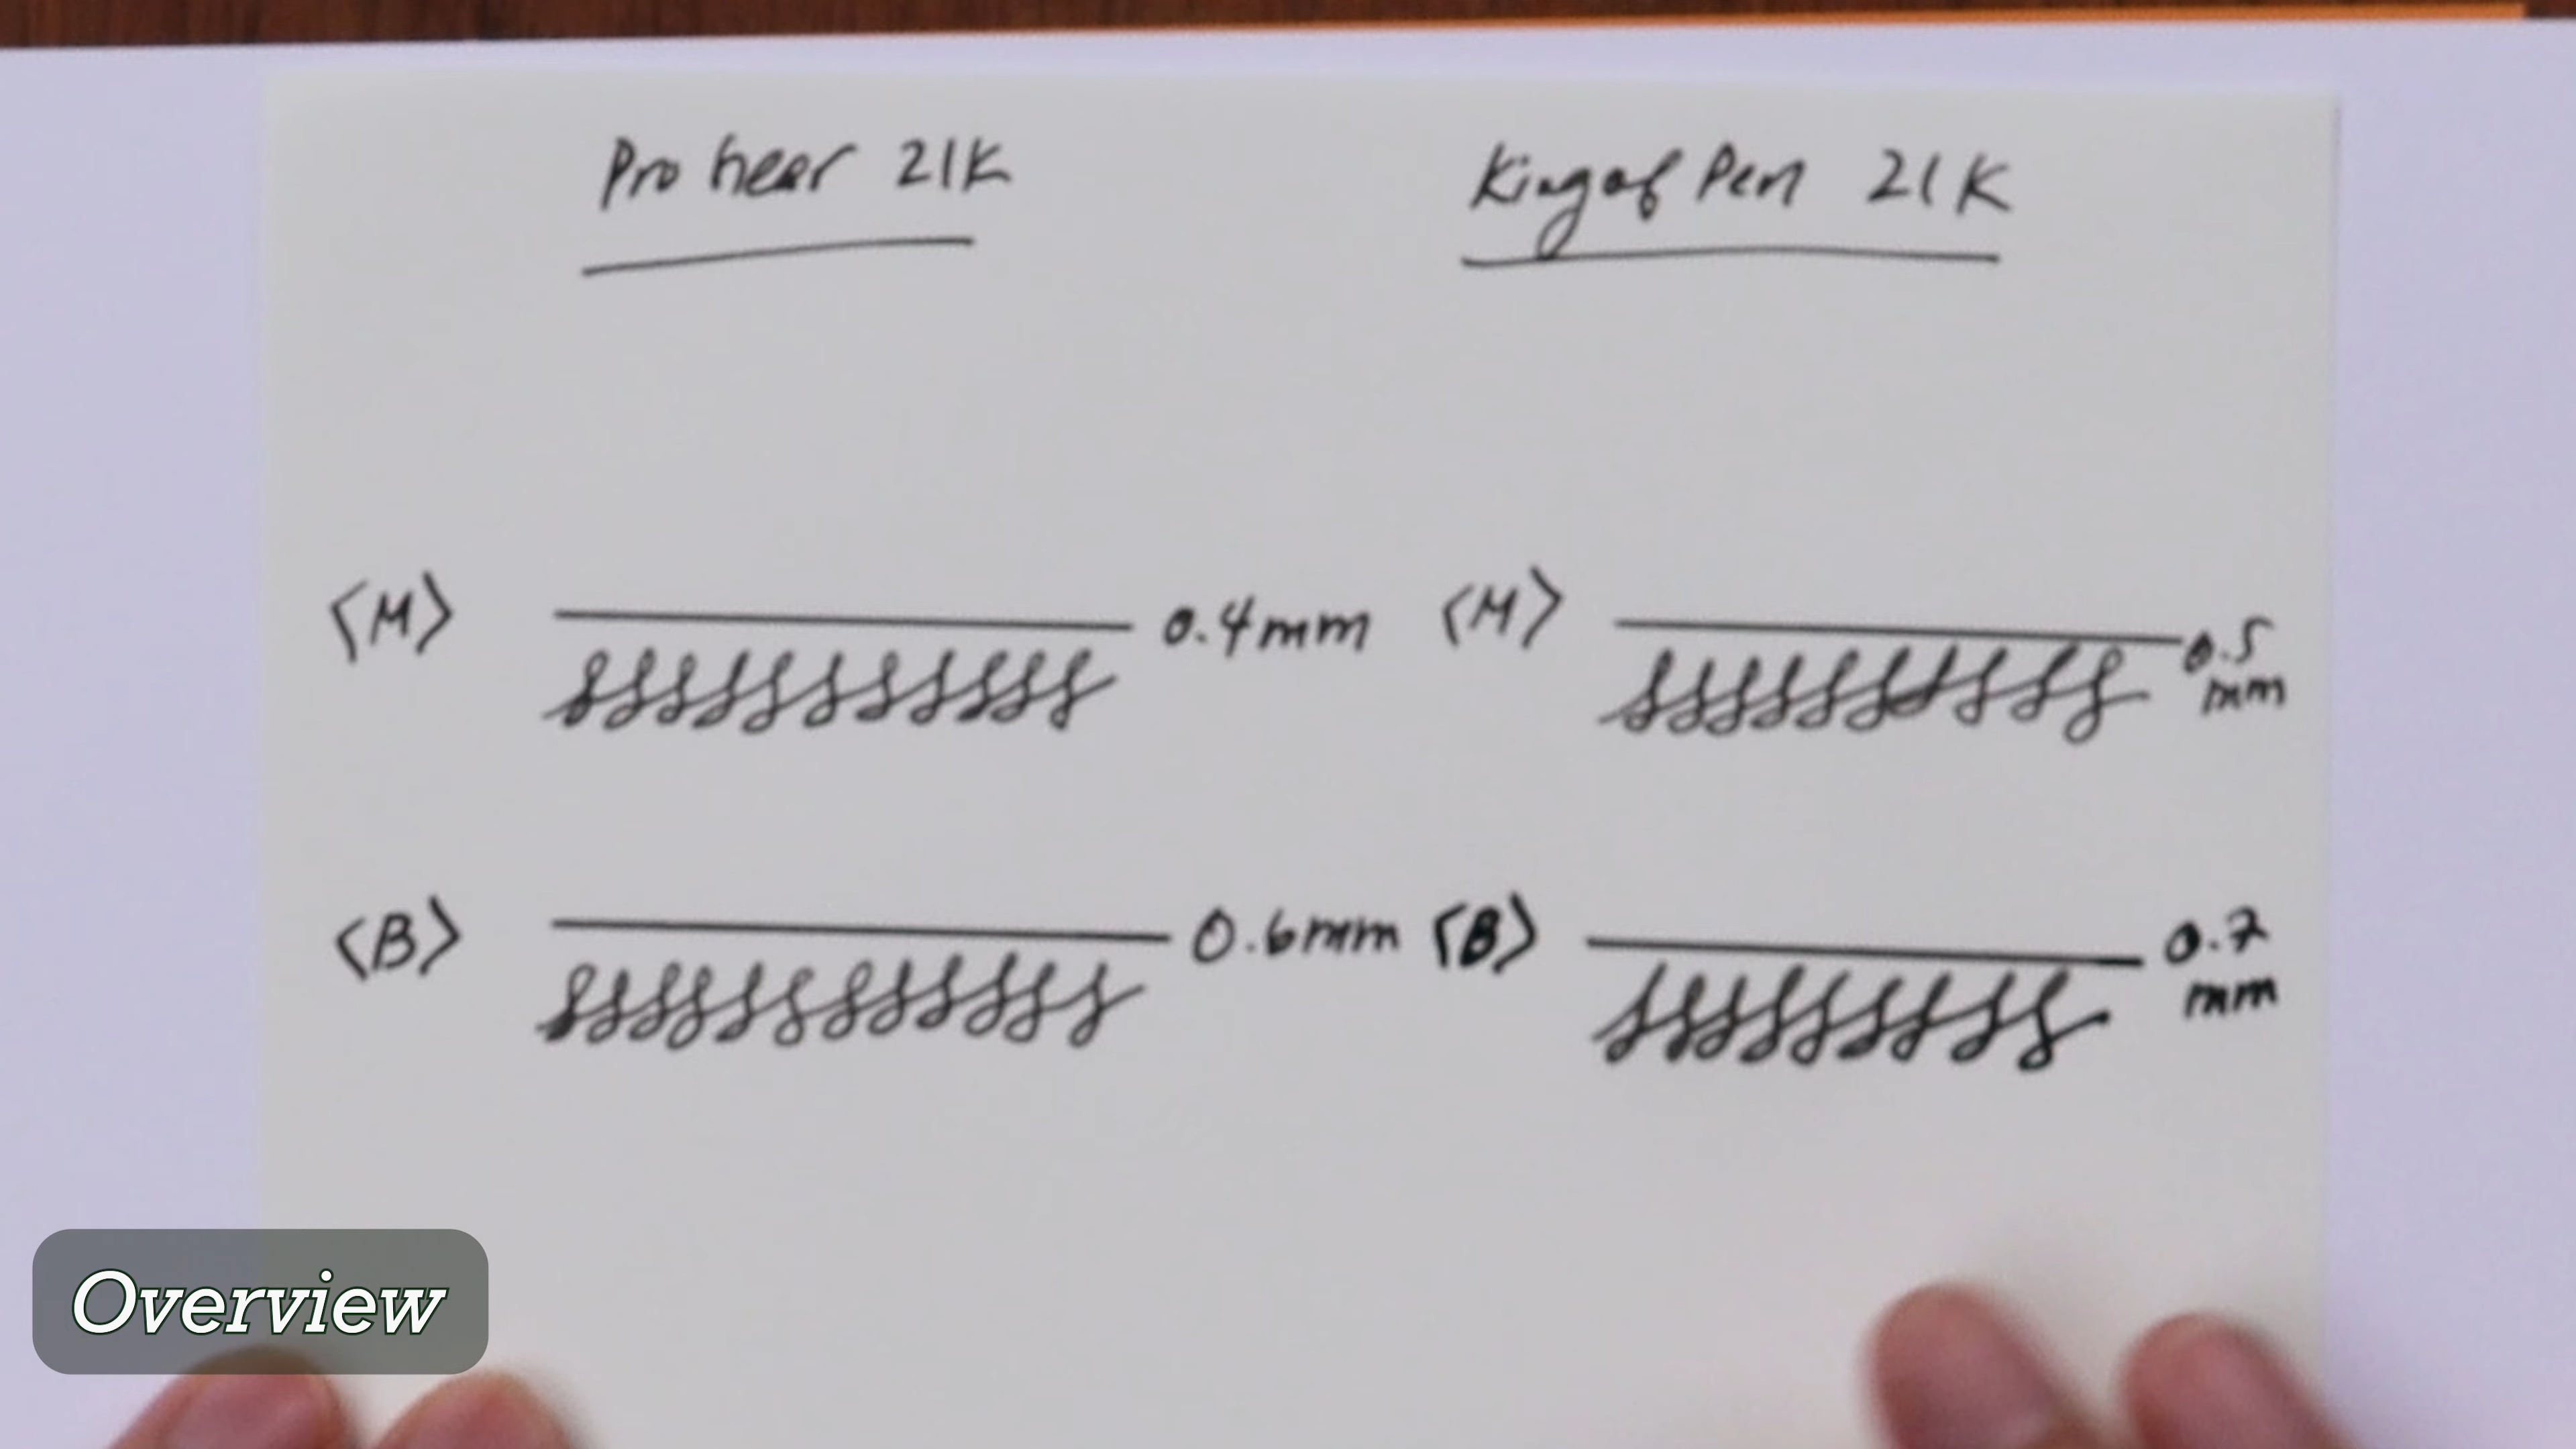 Pro Gear 21K
King of Pen 21K
<M> 0.4mm
<M> 0.5 mm
<B> 0.6mm
<B> 0.7 mm
Overview